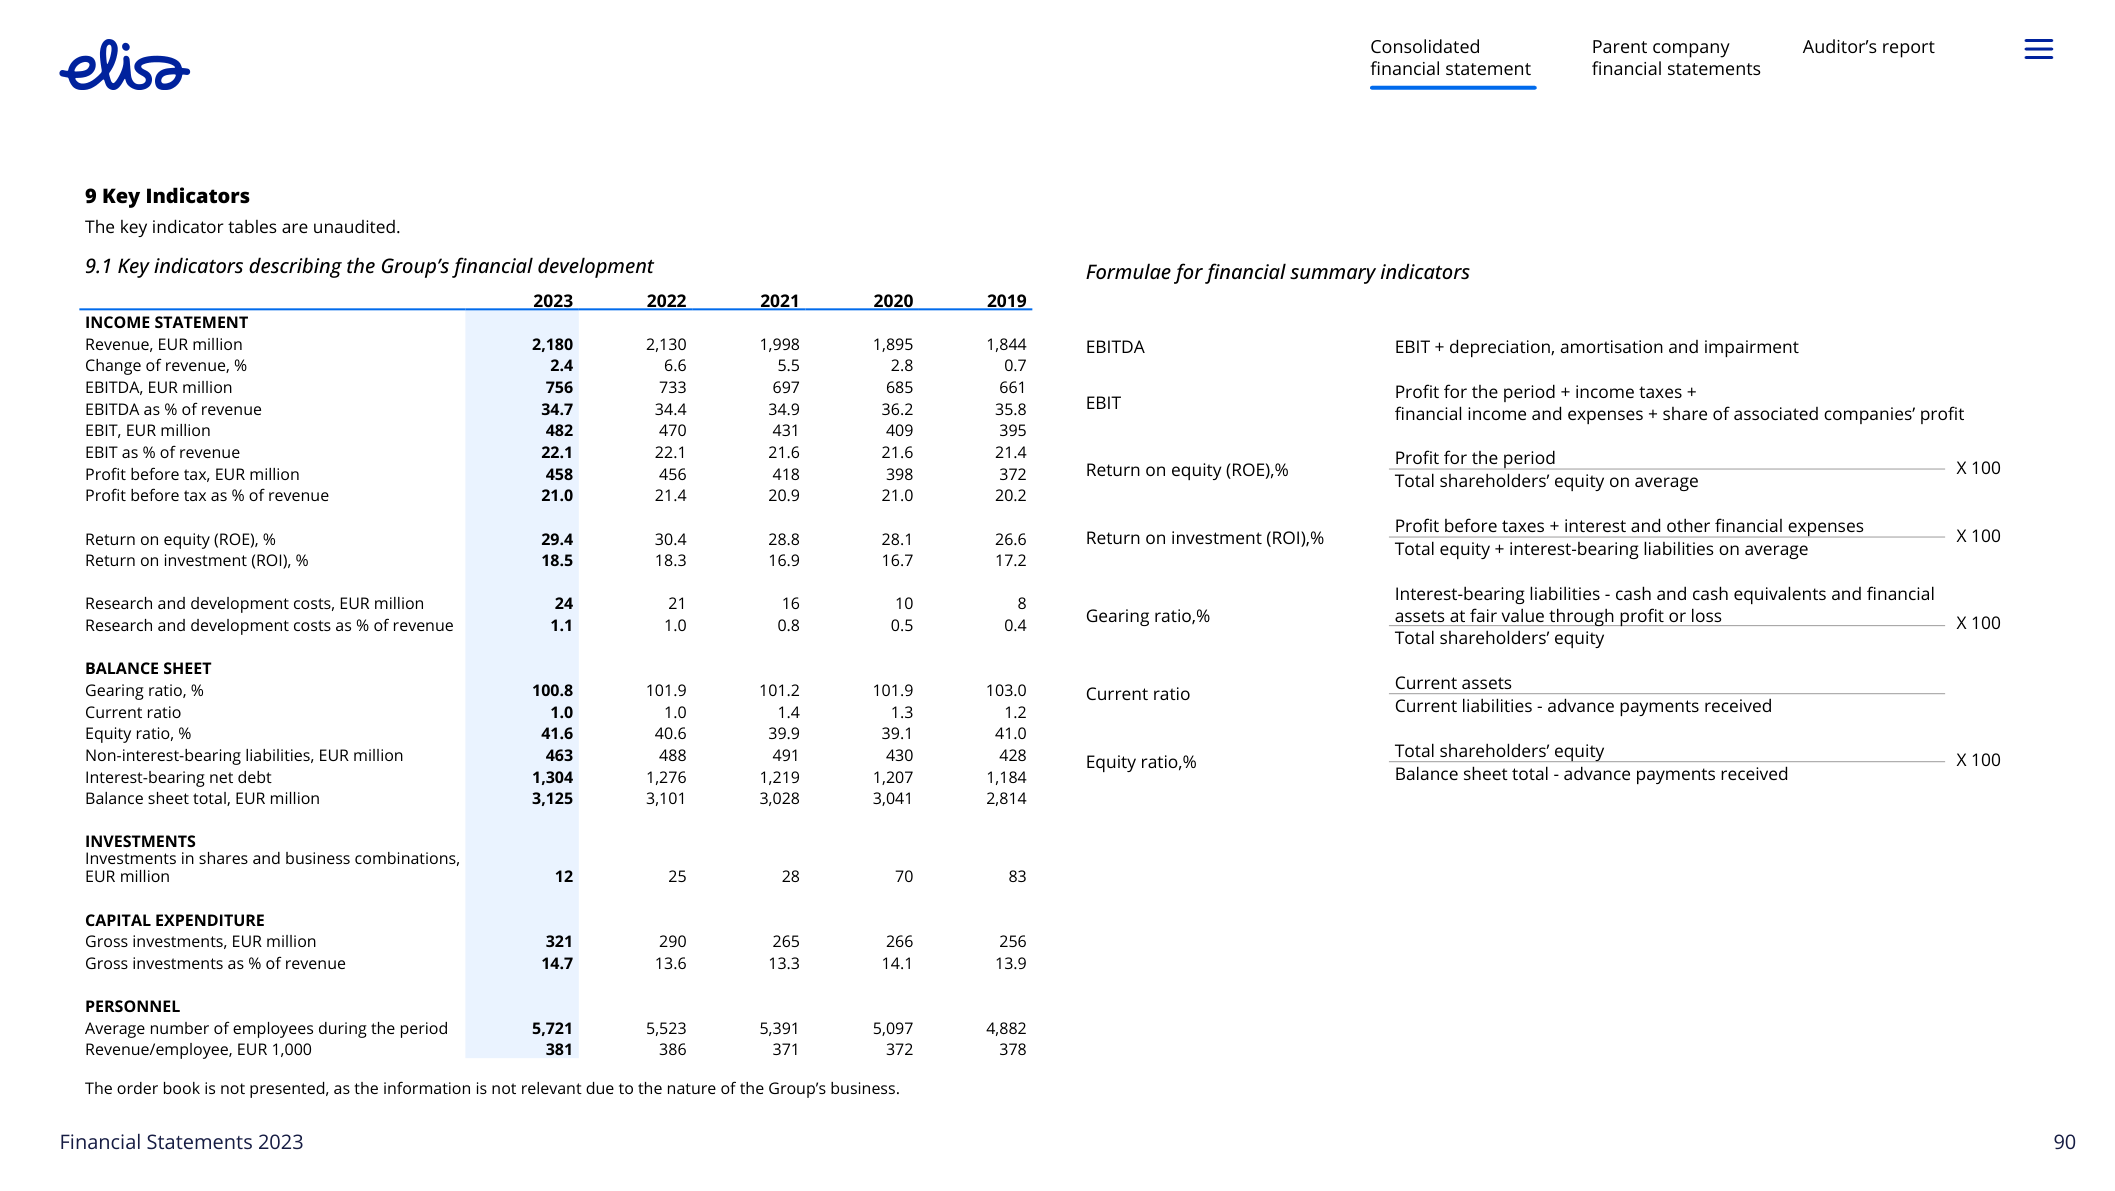 elisa
Consolidated
financial statement
Parent company
financial statements
Auditor’s report
9 Key Indicators
The key indicator tables are unaudited.
9.1 Key indicators describing the Group’s financial development
2023 2022 2021 2020 2019
INCOME STATEMENT
Revenue, EUR million 2,180 2,130 1,998 1,895 1,844
Change of revenue, % 2.4 6.6 5.5 2.8 0.7
EBITDA, EUR million 756 733 697 685 661
EBITDA as % of revenue 34.7 34.4 34.9 36.2 35.8
EBIT, EUR million 482 470 431 409 395
EBIT as % of revenue 22.1 22.1 21.6 21.6 21.4
Profit before tax, EUR million 458 456 418 398 372
Profit before tax as % of revenue 21.0 21.4 20.9 21.0 20.2
Return on equity (ROE), % 29.4 30.4 28.8 28.1 26.6
Return on investment (ROI), % 18.5 18.3 16.9 16.7 17.2
Research and development costs, EUR million 24 21 16 10 8
Research and development costs as % of revenue 1.1 1.0 0.8 0.5 0.4
BALANCE SHEET
Gearing ratio, % 100.8 101.9 101.2 101.9 103.0
Current ratio 1.0 1.0 1.4 1.3 1.2
Equity ratio, % 41.6 40.6 39.9 39.1 41.0
Non-interest-bearing liabilities, EUR million 463 488 491 430 428
Interest-bearing net debt 1,304 1,276 1,219 1,207 1,184
Balance sheet total, EUR million 3,125 3,101 3,028 3,041 2,814
INVESTMENTS
Investments in shares and business combinations,
EUR million 12 25 28 70 83
CAPITAL EXPENDITURE
Gross investments, EUR million 321 290 265 266 256
Gross investments as % of revenue 14.7 13.6 13.3 14.1 13.9
PERSONNEL
Average number of employees during the period 5,721 5,523 5,391 5,097 4,882
Revenue/employee, EUR 1,000 381 386 371 372 378
The order book is not presented, as the information is not relevant due to the nature of the Group’s business.
Formulae for financial summary indicators
EBITDA EBIT + depreciation, amortisation and impairment
EBIT Profit for the period + income taxes +
financial income and expenses + share of associated companies’ profit
Return on equity (ROE),% Profit for the period X 100
Total shareholders’ equity on average
Return on investment (ROI),% Profit before taxes + interest and other financial expenses X 100
Total equity + interest-bearing liabilities on average
Gearing ratio,% Interest-bearing liabilities - cash and cash equivalents and financial
assets at fair value through profit or loss X 100
Total shareholders’ equity
Current ratio Current assets
Current liabilities - advance payments received
Equity ratio,% Total shareholders’ equity X 100
Balance sheet total - advance payments received
Financial Statements 2023
90